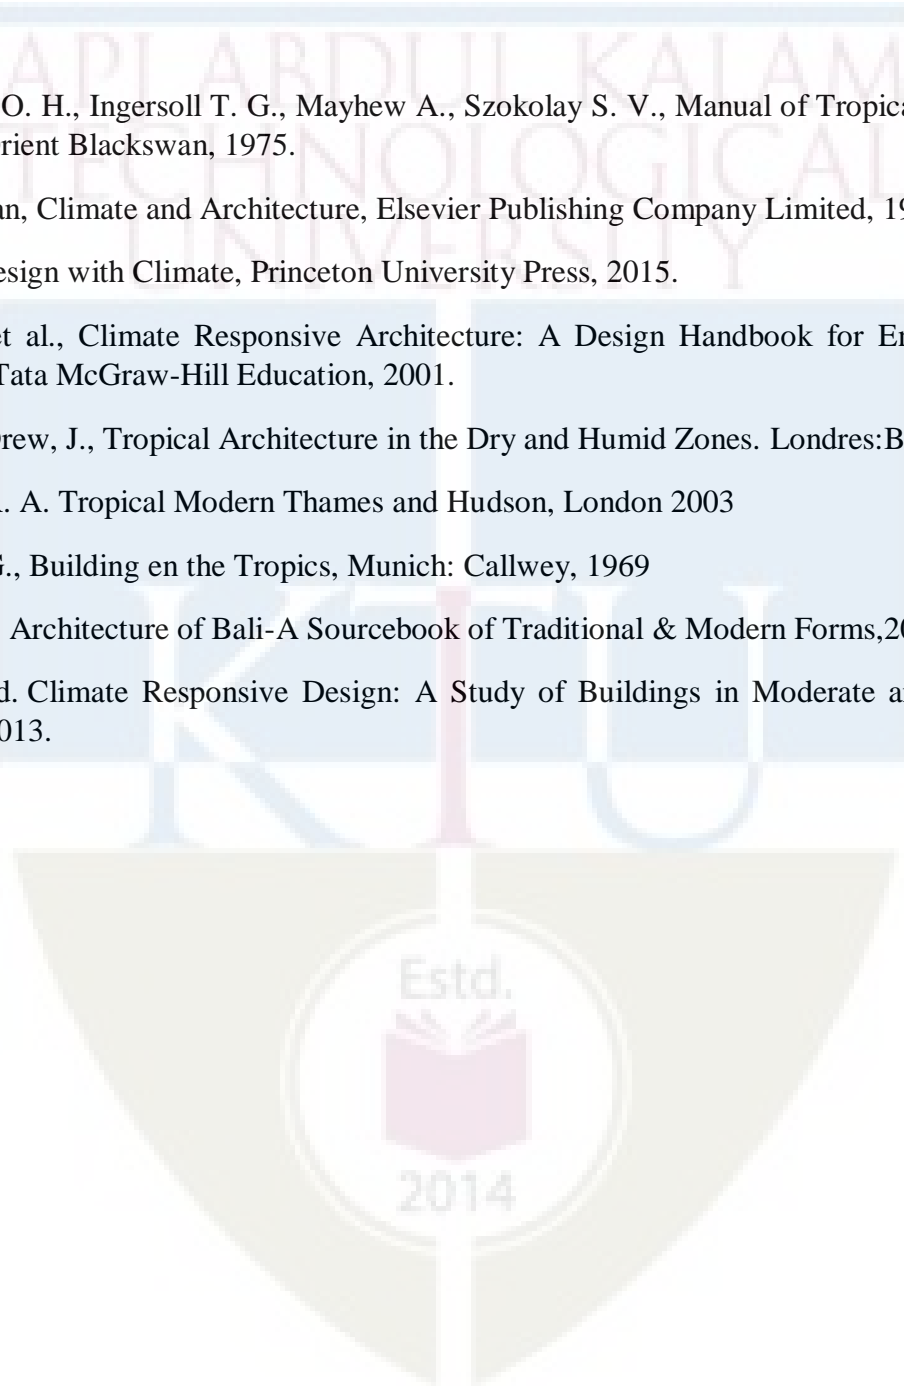 API ABDUL KALAM
TECHNOLOGICAL
UNIVERSITY
O. H., Ingersoll T. G., Mayhew A., Szokolay S. V., Manual of Tropica
rient Blackswan, 1975.
an, Climate and Architecture, Elsevier Publishing Company Limited, 19
esign with Climate, Princeton University Press, 2015.
et al., Climate Responsive Architecture: A Design Handbook for En
Tata McGraw-Hill Education, 2001.
Drew, J., Tropical Architecture in the Dry and Humid Zones. Londres:B
. A. Tropical Modern Thames and Hudson, London 2003
G., Building en the Tropics, Munich: Callwey, 1969
Architecture of Bali-A Sourcebook of Traditional & Modern Forms,20
d. Climate Responsive Design: A Study of Buildings in Moderate a
013.
KTU
Estd.
2014